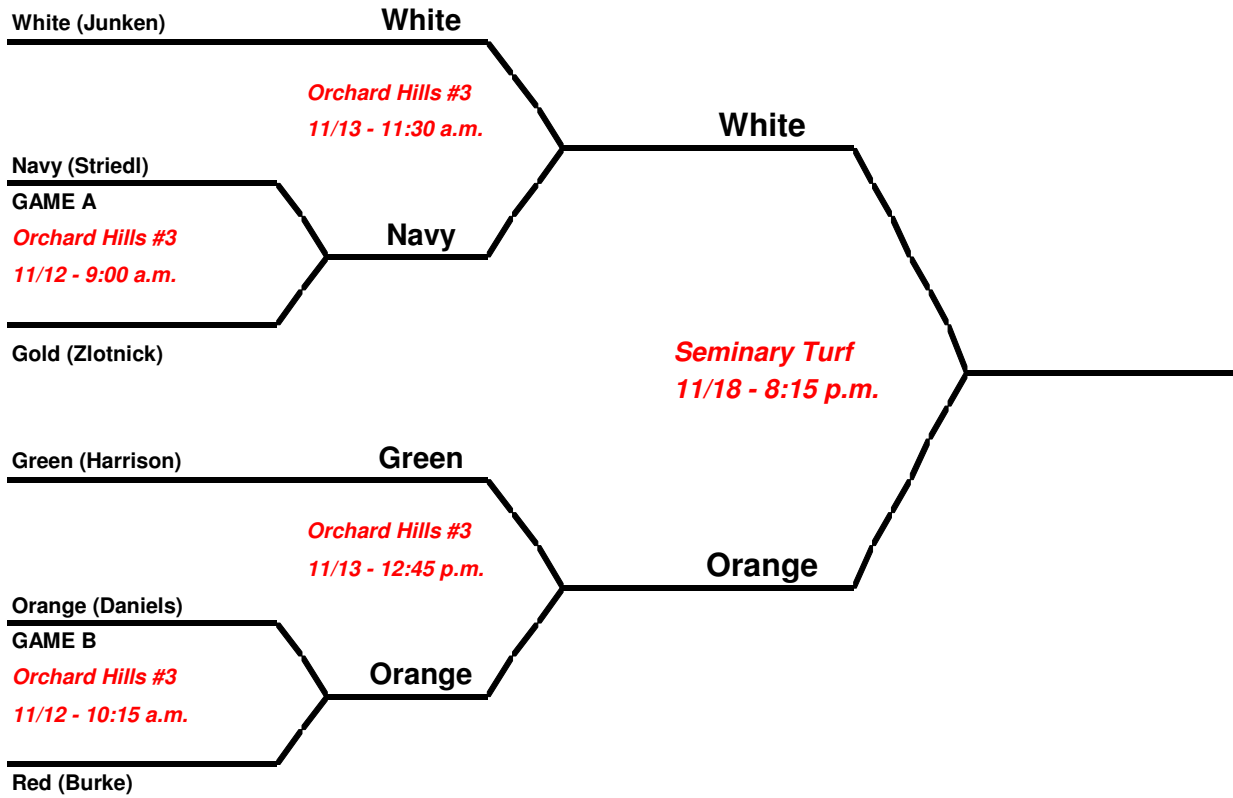 White (Junken)
White
Orchard Hills #3
11/13 - 11:30 a.m.
White
Navy (Striedl)
GAME A
Orchard Hills #3
11/12 - 9:00 a.m.
Navy
Gold (Zlotnick)
Seminary Turf
11/18 - 8:15 p.m.
Green (Harrison)
Green
Orchard Hills #3
11/13 - 12:45 p.m.
Orange
Orange (Daniels)
GAME B
Orchard Hills #3
11/12 - 10:15 a.m.
Orange
Red (Burke)